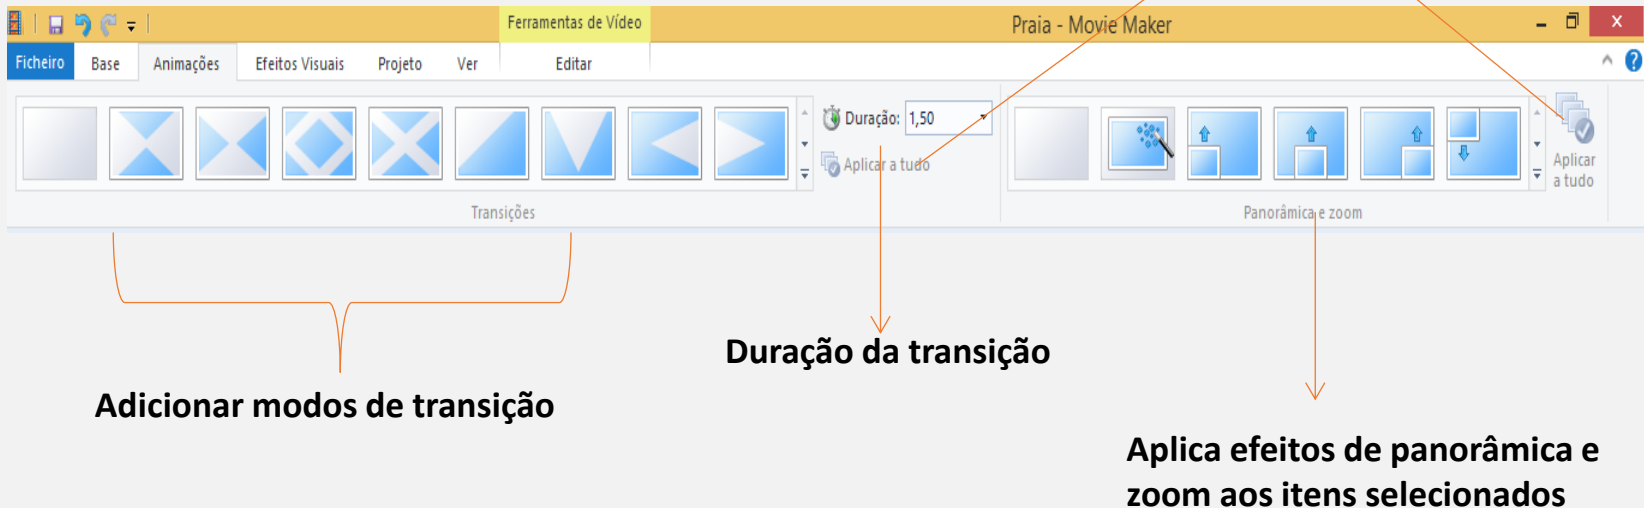 Ferramentas de Vídeo
Praia - Movie Maker
Ficheiro Base Animações Efeitos Visuais Projeto Ver Editar
Duração: 1,50
Aplicar a tudo
Aplicar
a tudo
Transições
Panorâmica e zoom
Duração da transição
Adicionar modos de transição
Aplica efeitos de panorâmica e
zoom aos itens selecionados